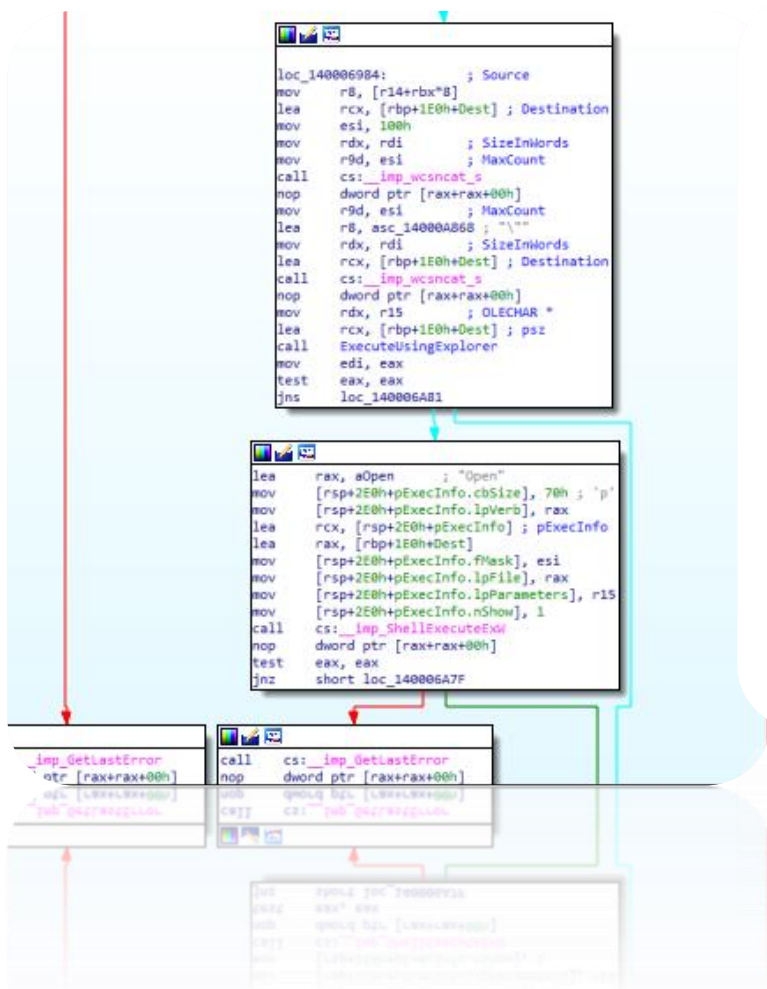 loc_140006984: ; Source
mov r8, [r14+rbx*8]
lea rcx, [rbp+1E0h+Dest] ; Destination
mov esi, 100h
mov rdx, rdi ; SizeInWords
mov r9d, esi ; MaxCount
call cs:__imp_wcsncat_s
nop dword ptr [rax+rax+00h]
mov r9d, esi ; MaxCount
lea r8, asc_14000A868 ; "\""
mov rdx, rdi ; SizeInWords
lea rcx, [rbp+1E0h+Dest] ; Destination
call cs:__imp_wcsncat_s
nop dword ptr [rax+rax+00h]
mov rdx, r15 ; OLECHAR *
lea rcx, [rbp+1E0h+Dest] ; psz
call ExecuteUsingExplorer
mov edi, eax
test eax, eax
jns loc_140006A81
lea rax, aOpen ; "Open"
mov [rsp+2E0h+pExecInfo.cbSize], 70h ; 'p'
mov [rsp+2E0h+pExecInfo.lpVerb], rax
lea rcx, [rsp+2E0h+pExecInfo] ; pExecInfo
lea rax, [rbp+1E0h+Dest]
mov [rsp+2E0h+pExecInfo.fMask], esi
mov [rsp+2E0h+pExecInfo.lpFile], rax
mov [rsp+2E0h+pExecInfo.lpParameters], r15
mov [rsp+2E0h+pExecInfo.nShow], 1
call cs:__imp_ShellExecuteExW
nop dword ptr [rax+rax+00h]
test eax, eax
jnz short loc_140006A7F
_imp_GetLastError
ptr [rax+rax+00h]
call cs:__imp_GetLastError
nop dword ptr [rax+rax+00h]